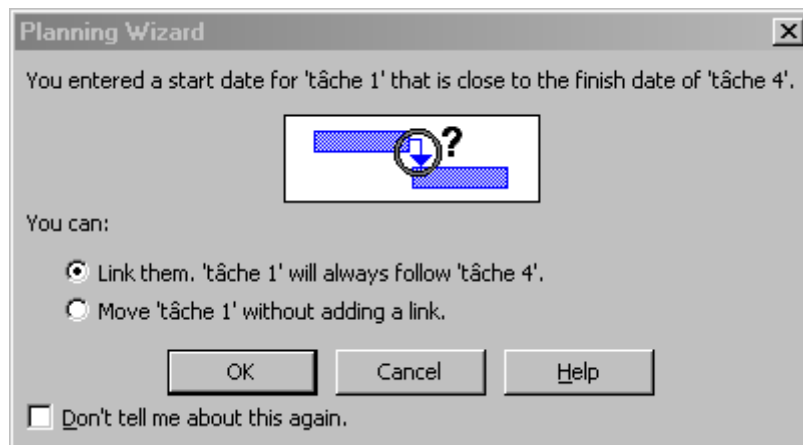 Planning Wizard
You entered a start date for 'tâche 1' that is close to the finish date of 'tâche 4'.
?
You can:
Link them. 'tâche 1' will always follow 'tâche 4'.
Move 'tâche 1' without adding a link.
OK Cancel Help
Don't tell me about this again.